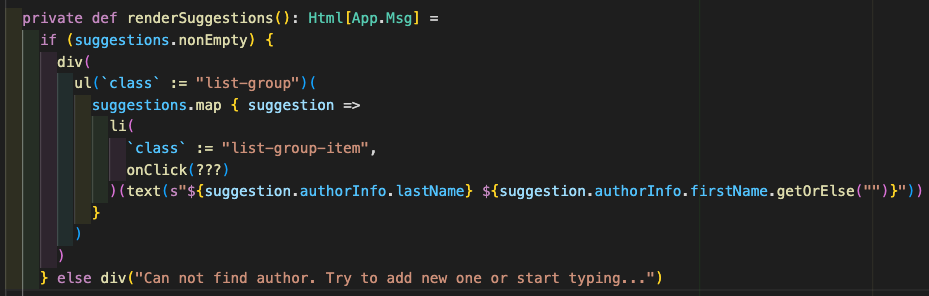 private def renderSuggestions(): Html[App.Msg] =
  if (suggestions.nonEmpty) {
    div(
      ul(`class` := "list-group")(
        suggestions.map { suggestion =>
          li(
            `class` := "list-group-item",
            onClick(???)
          )(text(s"${suggestion.authorInfo.lastName} ${suggestion.authorInfo.firstName.getOrElse("")}"))
        }
      )
    )
  } else div("Can not find author. Try to add new one or start typing...")